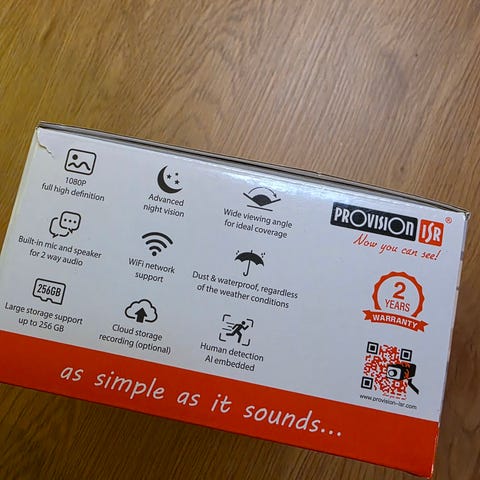 1080P
full high definition
Advanced
night vision
Wide viewing angle
for ideal coverage
PROVISION ISR®
Now you can see!
Built-in mic and speaker
for 2 way audio
WiFi network
support
Dust & waterproof, regardless
of the weather conditions
2
YEARS
WARRANTY
256GB
Large storage support
up to 256 GB
Cloud storage
recording (optional)
Human detection
AI embedded
www.provision-isr.com
as simple as it sounds...